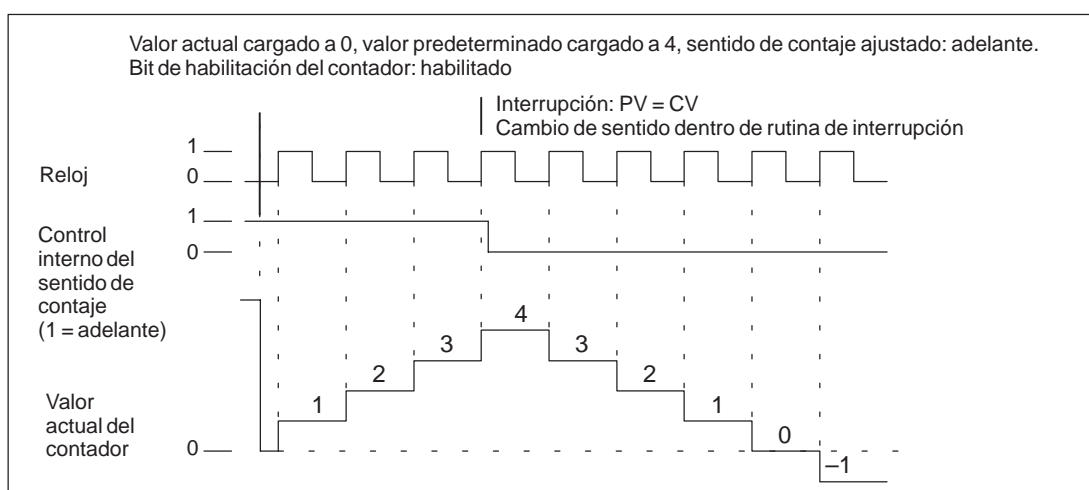 Valor actual cargado a 0, valor predeterminado cargado a 4, sentido de contaje ajustado: adelante.
Bit de habilitación del contador: habilitado
Interrupción: PV = CV
Cambio de sentido dentro de rutina de interrupción
1
Reloj
0
1
Control
interno del
sentido de
contaje
(1 = adelante)
0
4
3
3
2
2
1
1
Valor
actual del
contador
0
0
–1